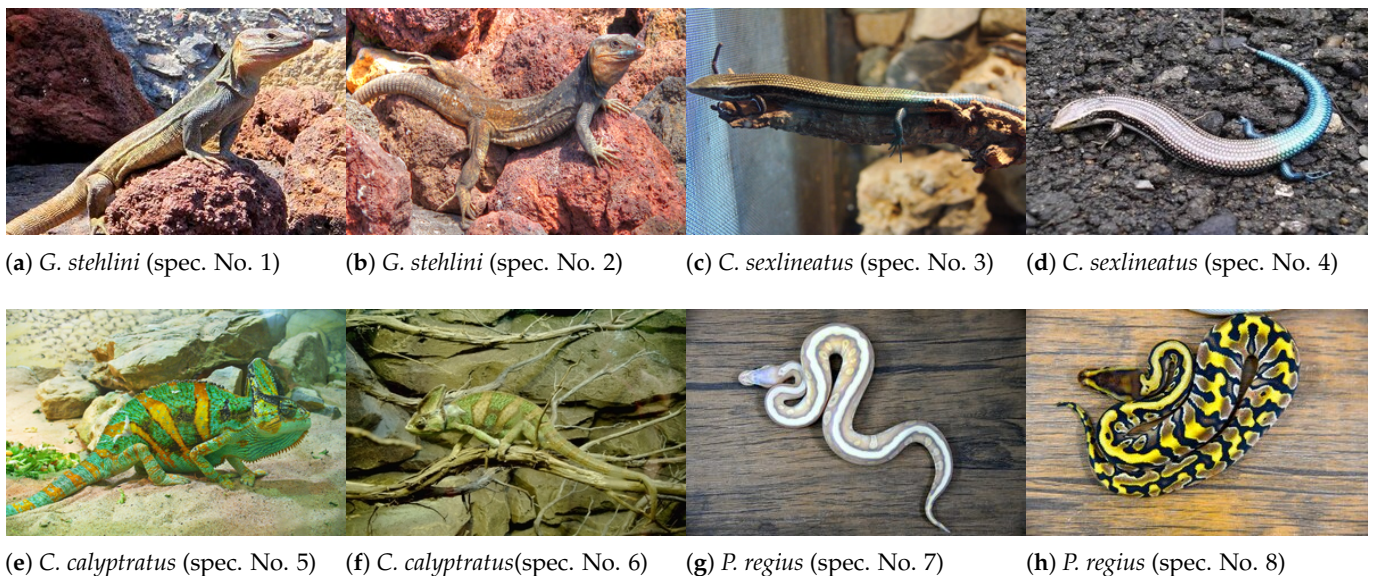 (a) G. stehlini (spec. No. 1)
(b) G. stehlini (spec. No. 2)
(c) C. sexlineatus (spec. No. 3)
(d) C. sexlineatus (spec. No. 4)
(e) C. calyptratus (spec. No. 5)
(f) C. calyptratus(spec. No. 6)
(g) P. regius (spec. No. 7)
(h) P. regius (spec. No. 8)